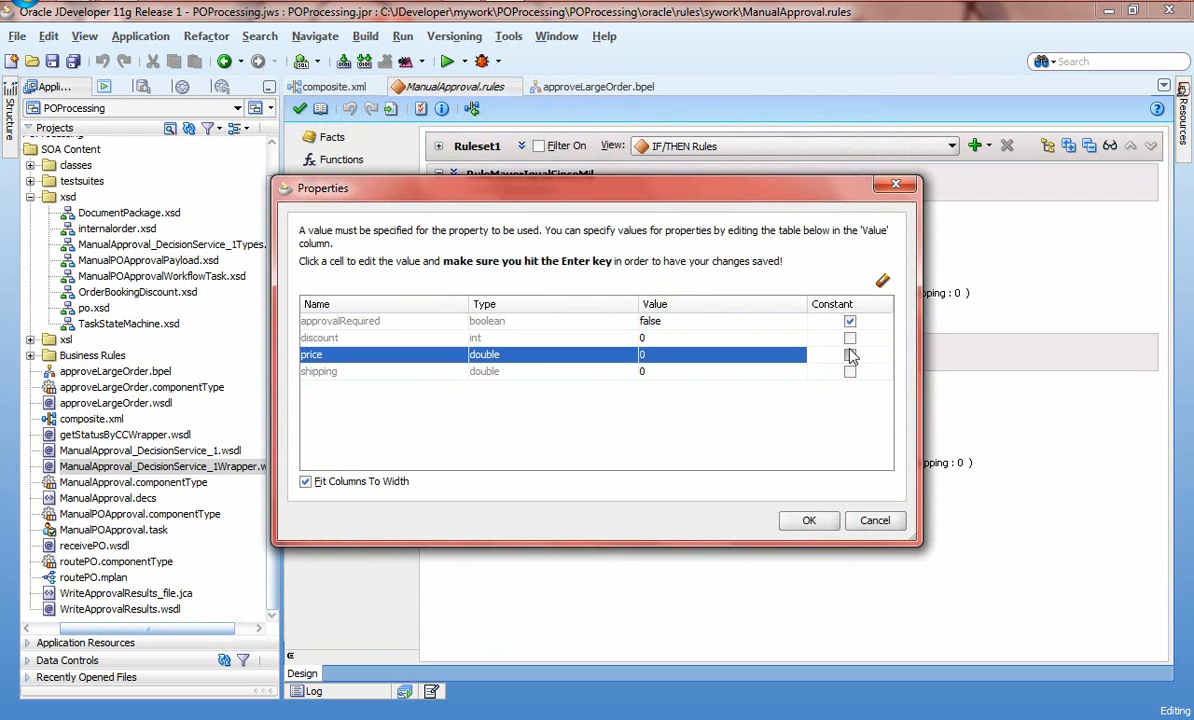 Oracle JDeveloper 11g Release 1 - POProcessing.jws : POProcessing.jpr : C:\JDeveloper\mywork\POProcessing\POProcessing\oracle\rules\sywork\ManualApproval.rules
File Edit View Application Refactor Search Navigate Build Run Versioning Tools Window Help
Search
Appli...
composite.xml
ManualApproval.rules
approveLargeOrder.bpel
Structure
Resources
POProcessing
Projects
SOA Content
classes
testsuites
xsd
DocumentPackage.xsd
internalorder.xsd
ManualApproval_DecisionService_1Types.
ManualPOApprovalPayload.xsd
ManualPOApprovalWorkflowTask.xsd
OrderBookingDiscount.xsd
po.xsd
TaskStateMachine.xsd
xsl
Business Rules
approveLargeOrder.bpel
approveLargeOrder.componentType
approveLargeOrder.wsdl
composite.xml
getStatusByCCWrapper.wsdl
ManualApproval_DecisionService_1.wsdl
ManualApproval_DecisionService_1Wrapper.w
ManualApproval.componentType
ManualApproval.decs
ManualPOApproval.componentType
ManualPOApproval.task
receivePO.wsdl
routePO.componentType
routePO.mplan
WriteApprovalResults_file.jca
WriteApprovalResults.wsdl
Application Resources
Data Controls
Recently Opened Files
Facts
Functions
Ruleset1
Filter On
View:
IF/THEN Rules
RuleMayorIgualCincoMil
pping : 0 )
pping : 0 )
Properties
A value must be specified for the property to be used. You can specify values for properties by editing the table below in the 'Value'
column.
Click a cell to edit the value and make sure you hit the Enter key in order to have your changes saved!
Name Type Value Constant
approvalRequired boolean false
discount int 0
price double 0
shipping double 0
Fit Columns To Width
OK Cancel
Design
Log
Editing